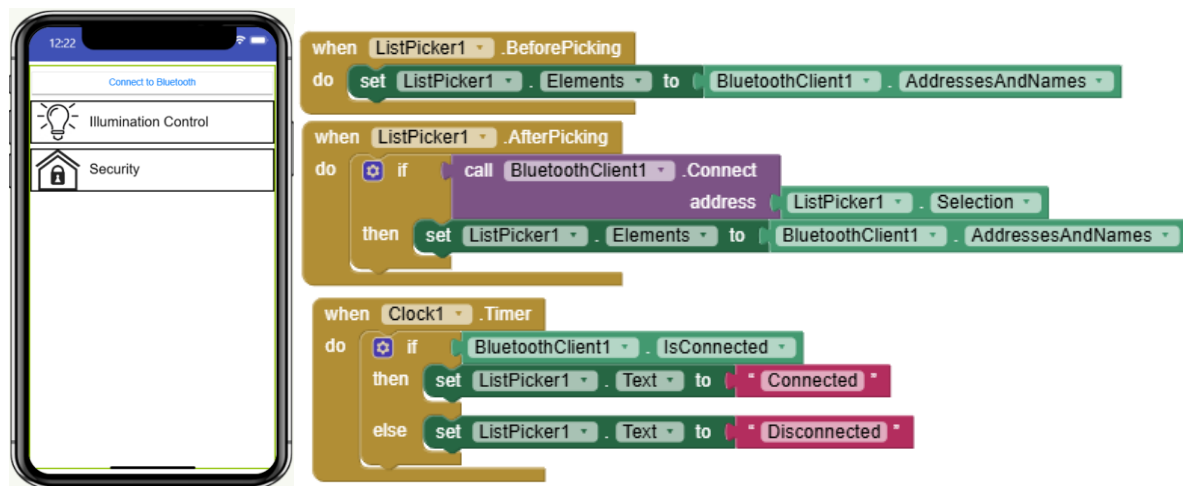 12:22
Connect to Bluetooth
Illumination Control
Security
when ListPicker1 .BeforePicking
do set ListPicker1 . Elements to BluetoothClient1 . AddressesAndNames
when ListPicker1 .AfterPicking
do if call BluetoothClient1 .Connect
address ListPicker1 . Selection
then set ListPicker1 . Elements to BluetoothClient1 . AddressesAndNames
when Clock1 .Timer
do if BluetoothClient1 . IsConnected
then set ListPicker1 . Text to " Connected "
else set ListPicker1 . Text to " Disconnected "